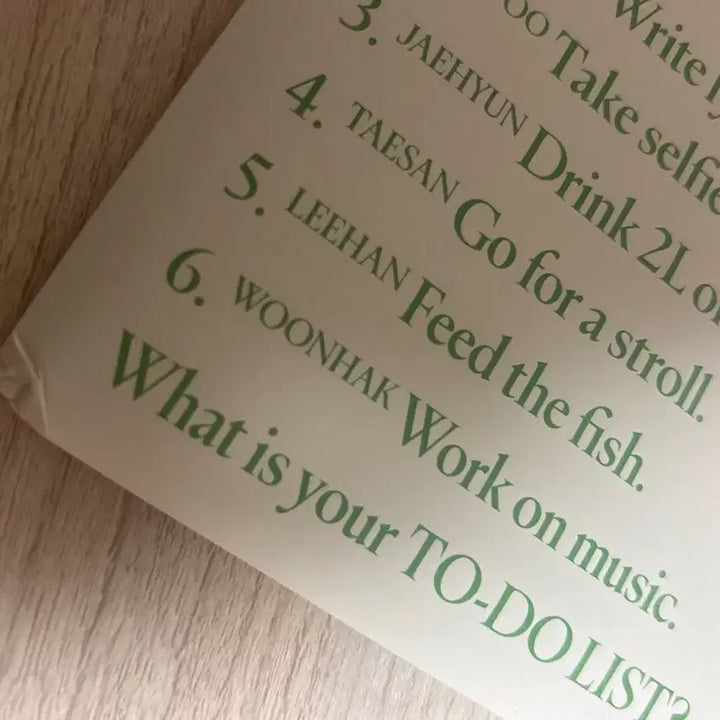 Write
OO Take selfie
3. JAEHYUN Drink 2L
4. TAESAN Go for a stroll.
5. LEEHAN Feed the fish.
6. WOONHAK Work on music.
What is your TO-DO LIST?